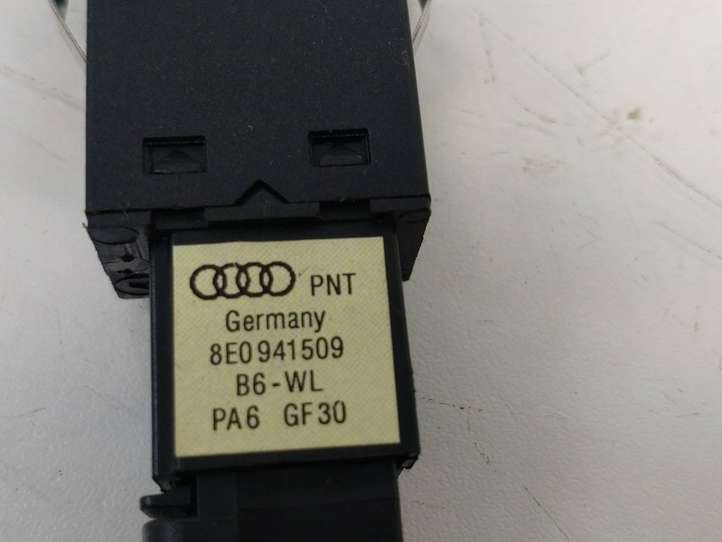 PNT
Germany
8E0941509
B6-WL
PA6 GF30